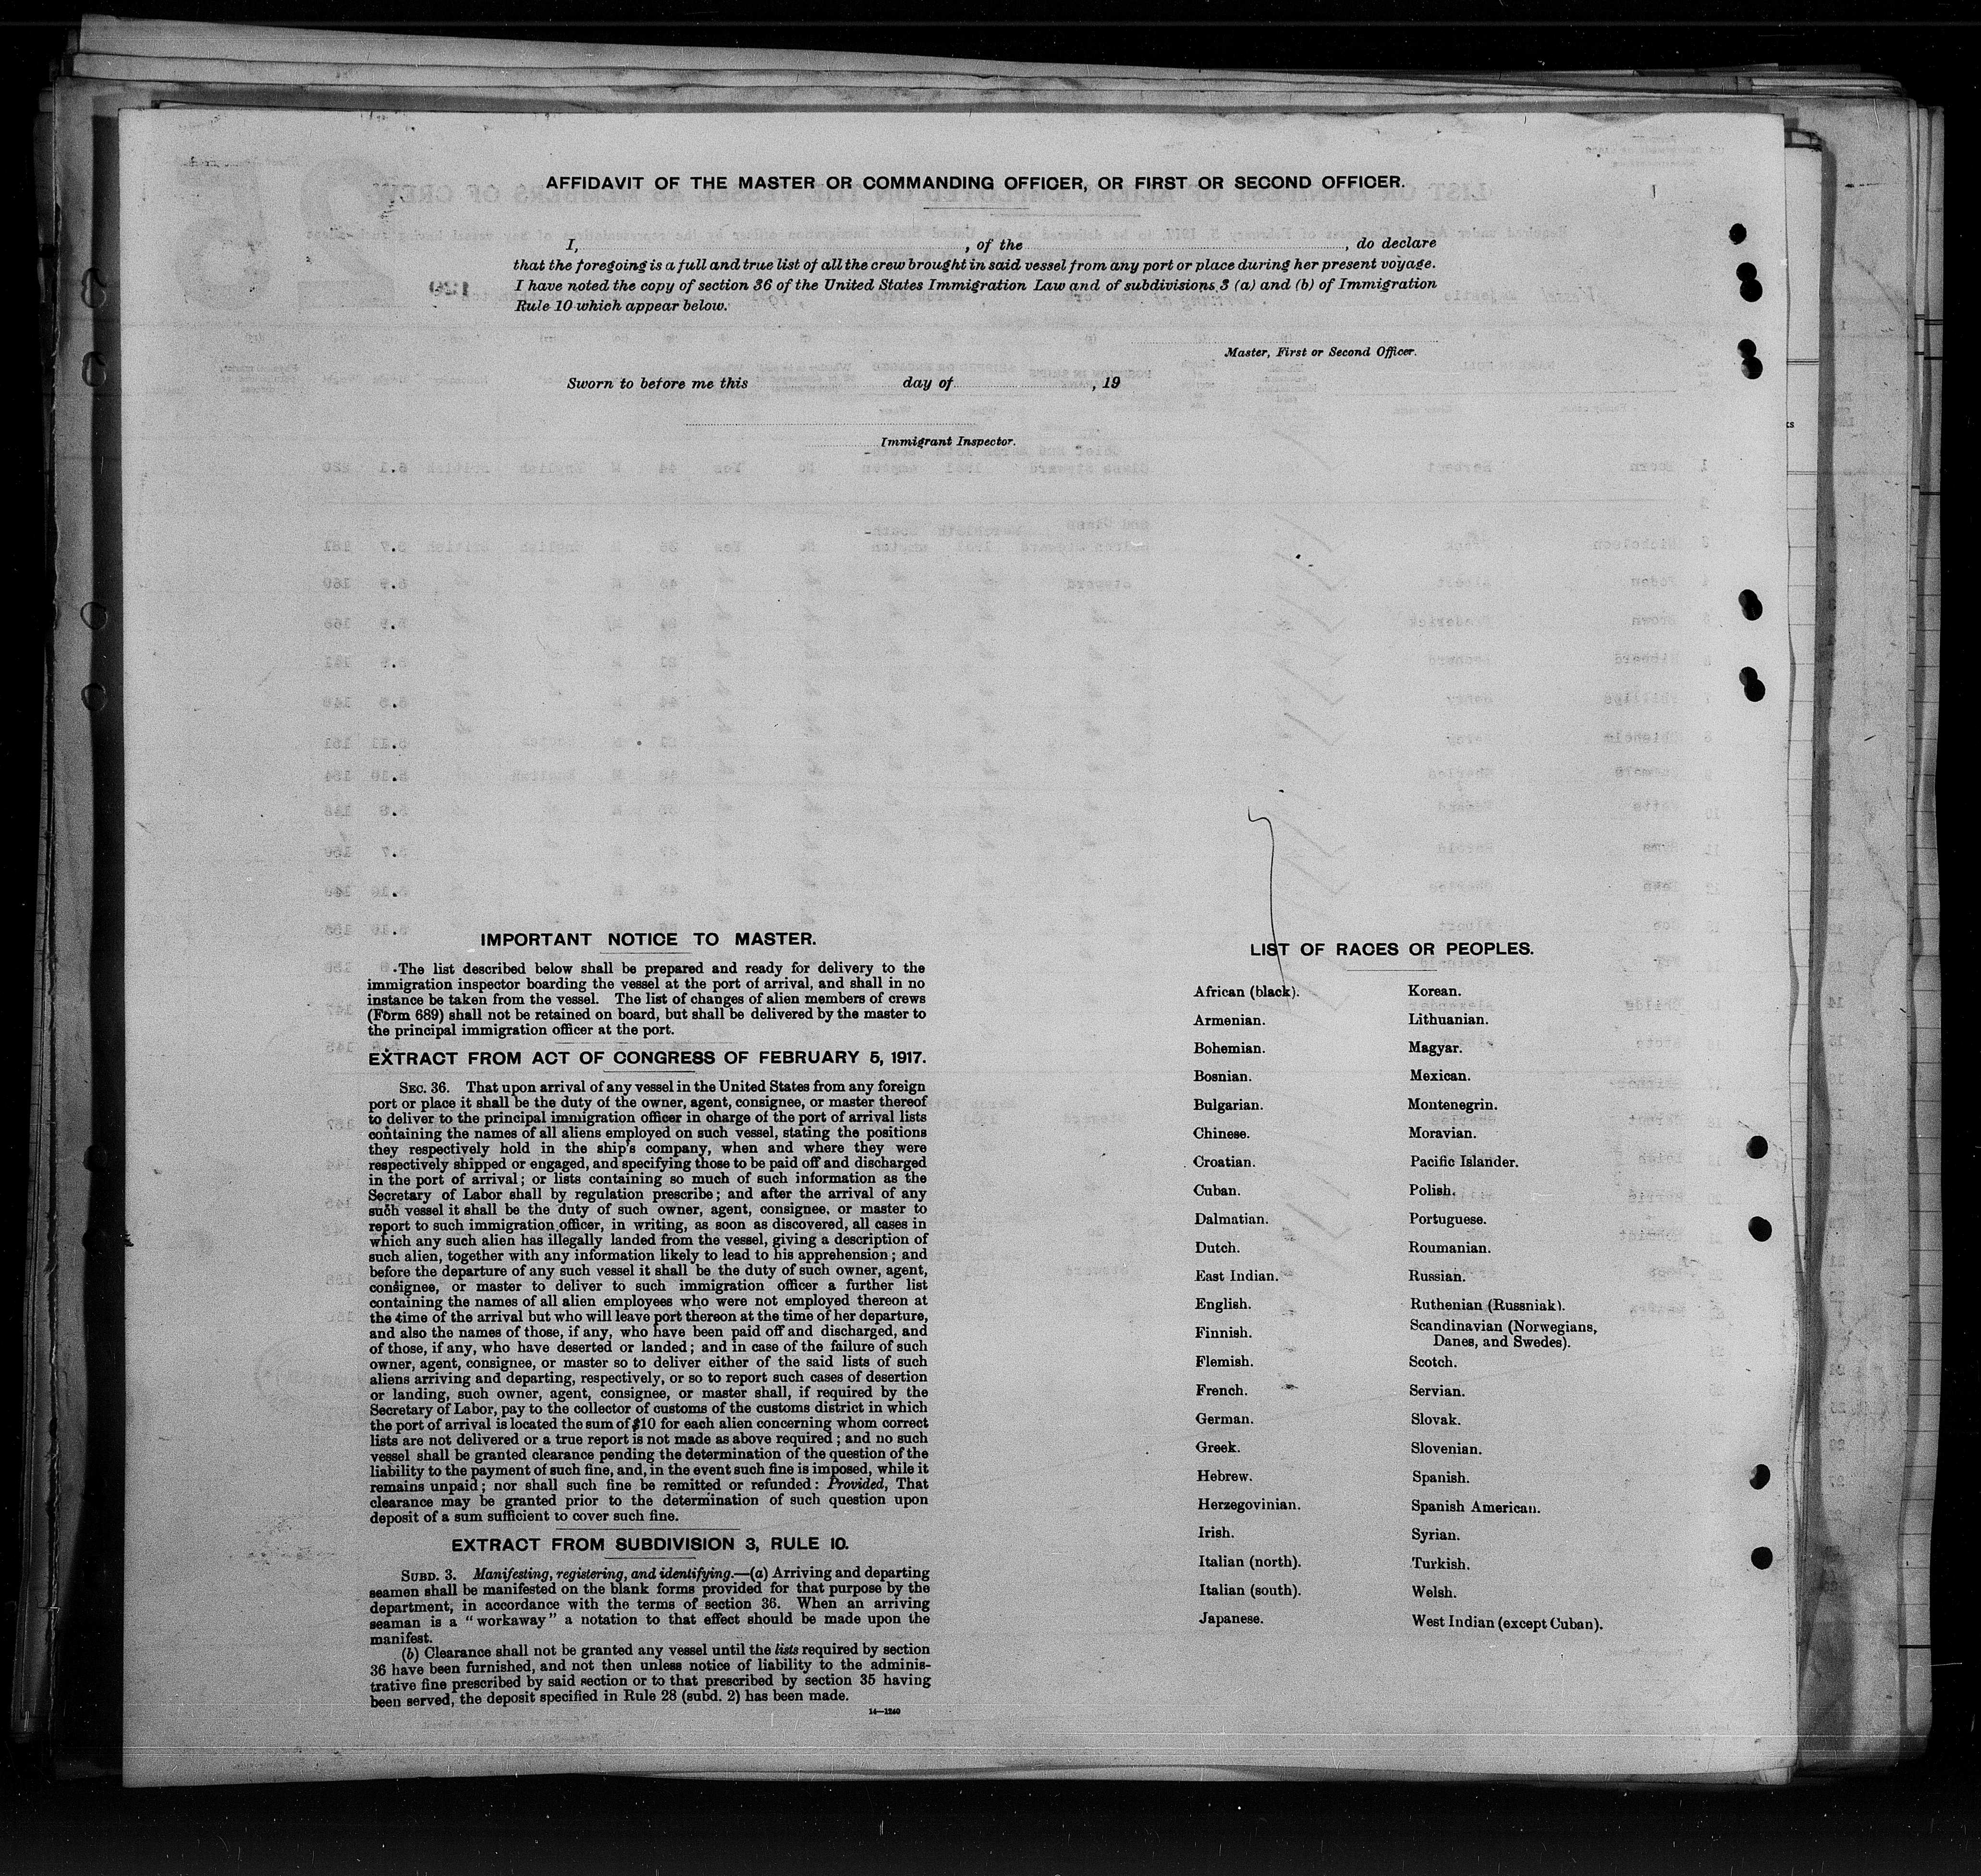 AFFIDAVIT OF THE MASTER OR COMMANDING OFFICER, OR FIRST OR SECOND OFFICER.
I, , of the , do declare
that the foregoing is a full and true list of all the crew brought in said vessel from any port or place during her present voyage.
I have noted the copy of section 36 of the United States Immigration Law and of subdivisions 3 (a) and (b) of Immigration
Rule 10 which appear below.
Master, First or Second Officer.
Sworn to before me this day of , 19
Immigrant Inspector.
IMPORTANT NOTICE TO MASTER.
The list described below shall be prepared and ready for delivery to the
immigration inspector boarding the vessel at the port of arrival, and shall in no
instance be taken from the vessel. The list of changes of alien members of crews
(Form 689) shall not be retained on board, but shall be delivered by the master to
the principal immigration officer at the port.
EXTRACT FROM ACT OF CONGRESS OF FEBRUARY 5, 1917.
SEC. 36. That upon arrival of any vessel in the United States from any foreign
port or place it shall be the duty of the owner, agent, consignee, or master thereof
to deliver to the principal immigration officer in charge of the port of arrival lists
containing the names of all aliens employed on such vessel, stating the positions
they respectively hold in the ship's company, when and where they were
respectively shipped or engaged, and specifying those to be paid off and discharged
in the port of arrival; or lists containing so much of such information as the
Secretary of Labor shall by regulation prescribe; and after the arrival of any
such vessel it shall be the duty of such owner, agent, consignee, or master to
report to such immigration officer, in writing, as soon as discovered, all cases in
which any such alien has illegally landed from the vessel, giving a description of
such alien, together with any information likely to lead to his apprehension; and
before the departure of any such vessel it shall be the duty of such owner, agent,
consignee, or master to deliver to such immigration officer a further list
containing the names of all alien employees who were not employed thereon at
the time of the arrival but who will leave port thereon at the time of her departure,
and also the names of those, if any, who have been paid off and discharged, and
of those, if any, who have deserted or landed; and in case of the failure of such
owner, agent, consignee, or master so to deliver either of the said lists of such
aliens arriving and departing, respectively, or so to report such cases of desertion
or landing, such owner, agent, consignee, or master shall, if required by the
Secretary of Labor, pay to the collector of customs of the customs district in which
the port of arrival is located the sum of $10 for each alien concerning whom correct
lists are not delivered or a true report is not made as above required; and no such
vessel shall be granted clearance pending the determination of the question of the
liability to the payment of such fine, and, in the event such fine is imposed, while it
remains unpaid; nor shall such fine be remitted or refunded: Provided, That
clearance may be granted prior to the determination of such question upon
deposit of a sum sufficient to cover such fine.
EXTRACT FROM SUBDIVISION 3, RULE 10.
SUBD. 3. Manifesting, registering, and identifying.—(a) Arriving and departing
seamen shall be manifested on the blank forms provided for that purpose by the
department, in accordance with the terms of section 36. When an arriving
seaman is a "workaway" a notation to that effect should be made upon the
manifest.
(b) Clearance shall not be granted any vessel until the lists required by section
36 have been furnished, and not then unless notice of liability to the adminis-
trative fine prescribed by said section or to that prescribed by section 35 having
been served, the deposit specified in Rule 28 (subd. 2) has been made.
14—1240
LIST OF RACES OR PEOPLES.
African (black).
Armenian.
Bohemian.
Bosnian.
Bulgarian.
Chinese.
Croatian.
Cuban.
Dalmatian.
Dutch.
East Indian.
English.
Finnish.
Flemish.
French.
German.
Greek.
Hebrew.
Herzegovinian.
Irish.
Italian (north).
Italian (south).
Japanese.
Korean.
Lithuanian.
Magyar.
Mexican.
Montenegrin.
Moravian.
Pacific Islander.
Polish.
Portuguese.
Roumanian.
Russian.
Ruthenian (Russniak).
Scandinavian (Norwegians,
Danes, and Swedes).
Scotch.
Servian.
Slovak.
Slovenian.
Spanish.
Spanish American.
Syrian.
Turkish.
Welsh.
West Indian (except Cuban).